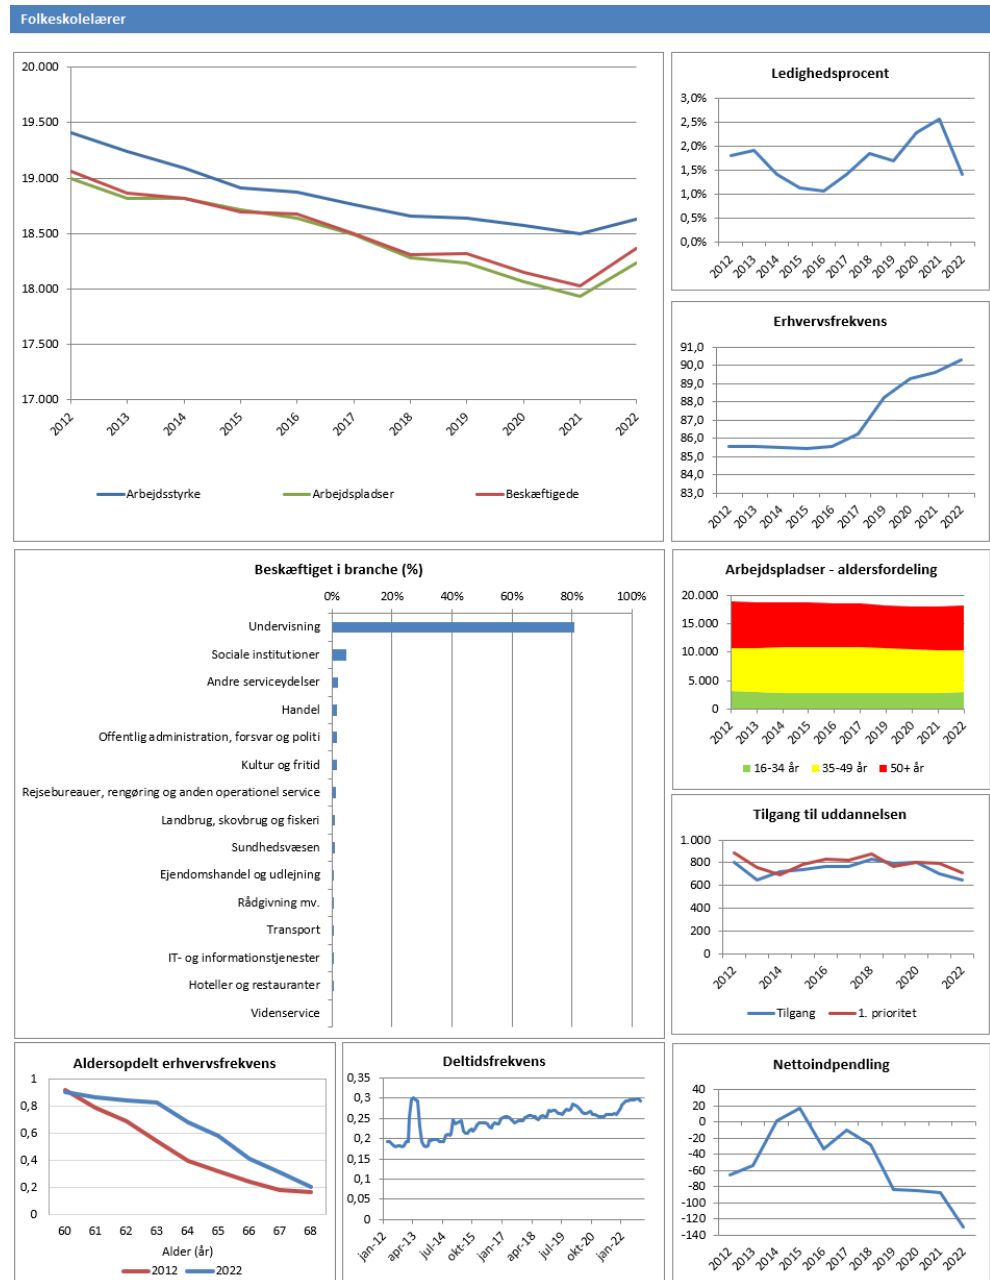 Folkeskolelærer
20.000
19.500
19.000
18.500
18.000
17.500
17.000
2012 2013 2014 2015 2016 2017 2018 2019 2020 2021 2022
Arbejdsstyrke Arbejdspladser Beskæftigede
Ledighedsprocent
3,0%
2,5%
2,0%
1,5%
1,0%
0,5%
0,0%
2012 2013 2014 2015 2016 2017 2018 2019 2020 2021 2022
Erhvervsfrekvens
91,0
90,0
89,0
88,0
87,0
86,0
85,0
84,0
83,0
2012 2013 2014 2015 2016 2017 2019 2020 2021 2022
Beskæftiget i branche (%)
0% 20% 40% 60% 80% 100%
Undervisning
Sociale institutioner
Andre serviceydelser
Handel
Offentlig administration, forsvar og politi
Kultur og fritid
Rejsebureauer, rengøring og anden operationel service
Landbrug, skovbrug og fiskeri
Sundhedsvæsen
Ejendomshandel og udlejning
Rådgivning mv.
Transport
IT- og informationstjenester
Hoteller og restauranter
Videnservice
Arbejdspladser - aldersfordeling
20.000
15.000
10.000
5.000
0
2012 2013 2014 2015 2016 2017 2018 2020 2021 2022
16-34 år 35-49 år 50+ år
Tilgang til uddannelsen
1.000
800
600
400
200
0
2012 2014 2016 2018 2020 2022
Tilgang 1. prioritet
Aldersopdelt erhvervsfrekvens
1
0,8
0,6
0,4
0,2
0
60 61 62 63 64 65 66 67 68
Alder (år)
2012 2022
Deltidsfrekvens
0,35
0,3
0,25
0,2
0,15
0,1
0,05
0
jan-12 apr-13 jul-14 okt-15 jan-17 apr-18 jul-19 okt-20 jan-22
Nettoindpendling
40
20
0
-20
-40
-60
-80
-100
-120
-140
2012 2013 2014 2015 2016 2017 2018 2019 2020 2021 2022